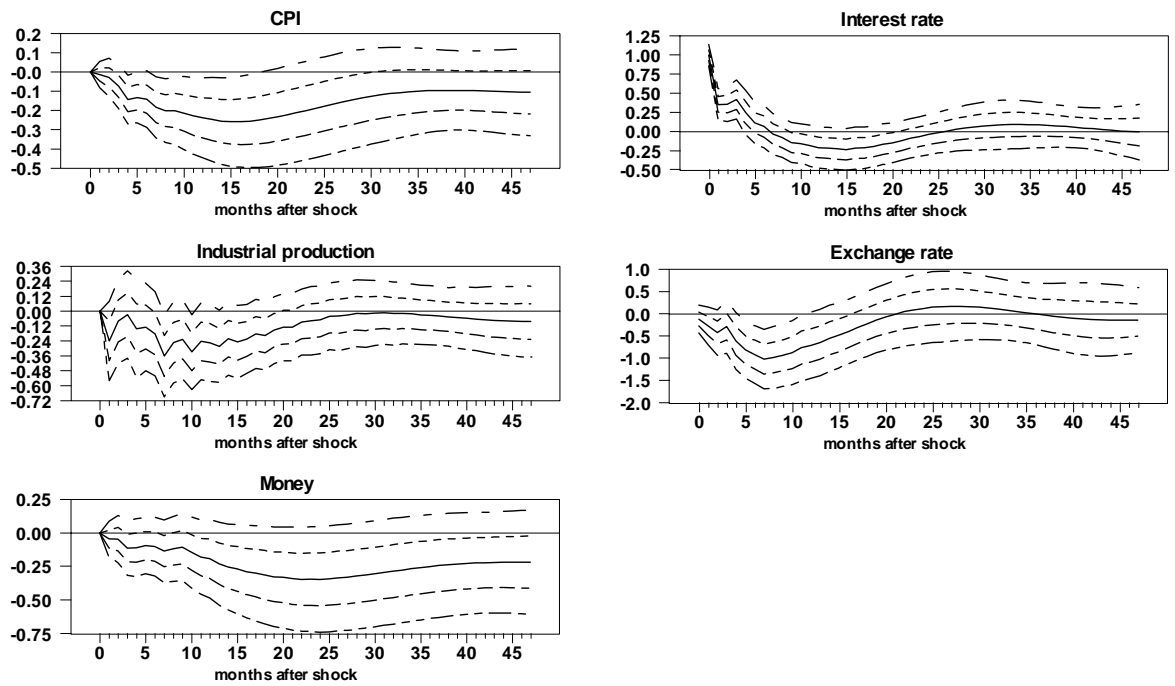 CPI
0.2
0.1
-0.0
-0.1
-0.2
-0.3
-0.4
-0.5
0 5 10 15 20 25 30 35 40 45
months after shock
Interest rate
1.25
1.00
0.75
0.50
0.25
0.00
-0.25
-0.50
0 5 10 15 20 25 30 35 40 45
months after shock
Industrial production
0.36
0.24
0.12
0.00
-0.12
-0.24
-0.36
-0.48
-0.60
-0.72
0 5 10 15 20 25 30 35 40 45
months after shock
Exchange rate
1.0
0.5
0.0
-0.5
-1.0
-1.5
-2.0
0 5 10 15 20 25 30 35 40 45
months after shock
Money
0.25
0.00
-0.25
-0.50
-0.75
0 5 10 15 20 25 30 35 40 45
months after shock